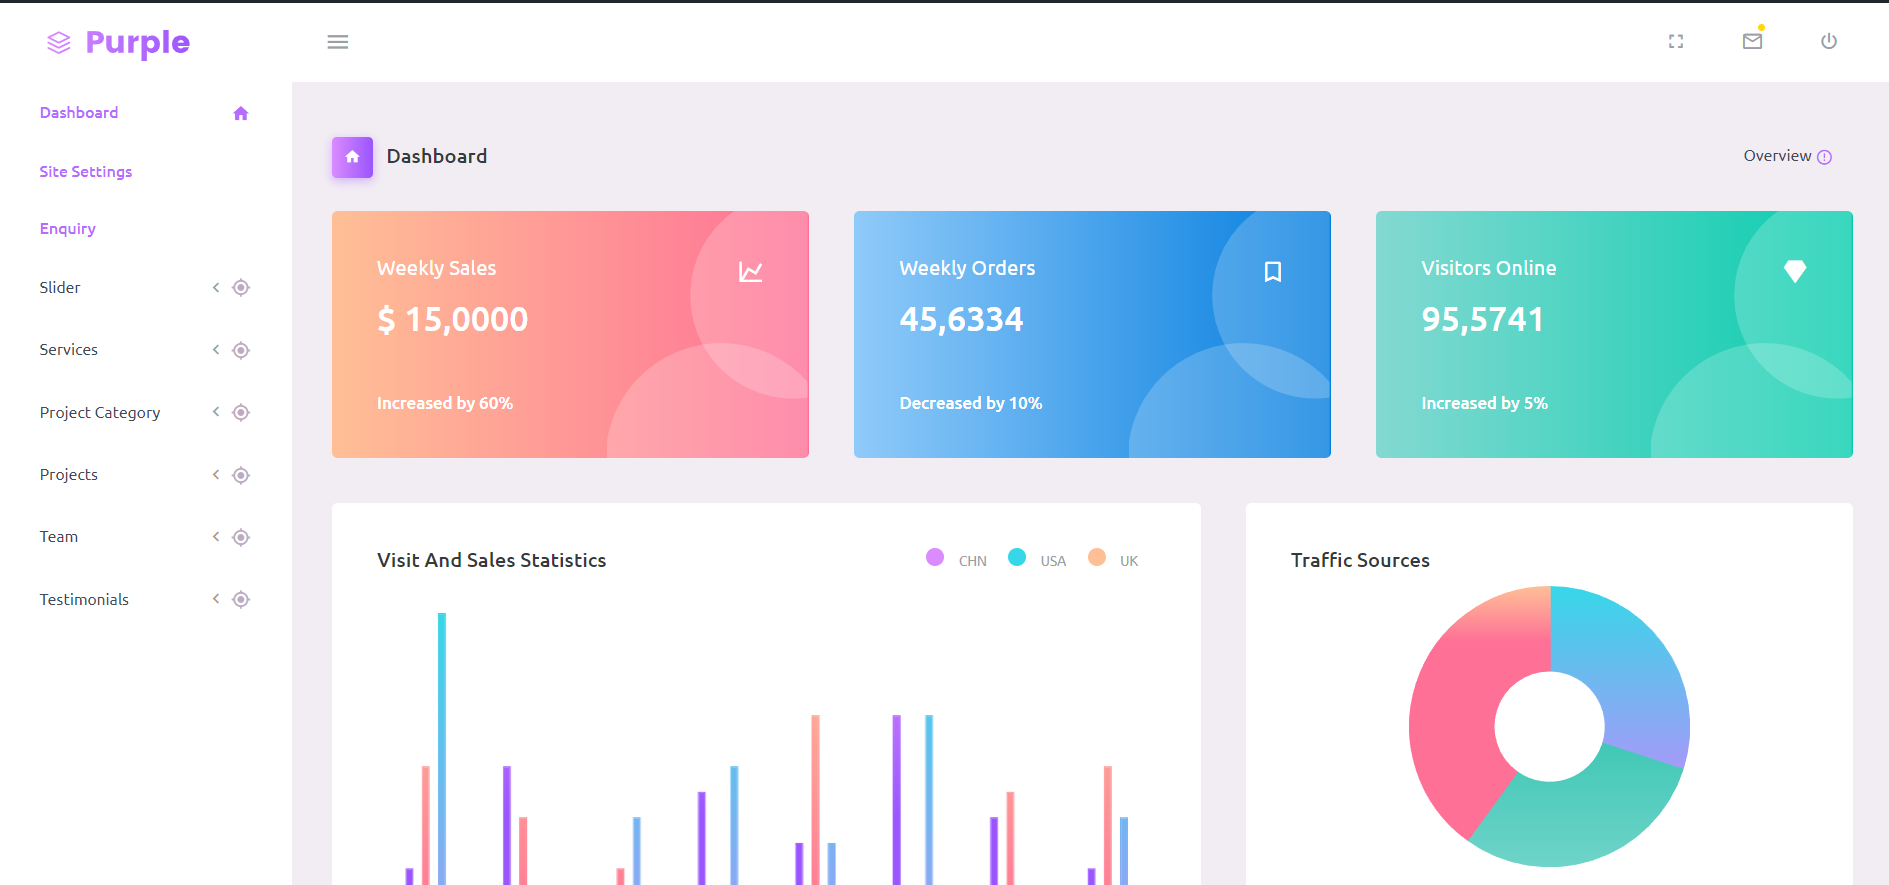 Purple
Dashboard
Site Settings
Enquiry
Slider
Services
Project Category
Projects
Team
Testimonials
Dashboard
Overview
Weekly Sales
$ 15,0000
Increased by 60%
Weekly Orders
45,6334
Decreased by 10%
Visitors Online
95,5741
Increased by 5%
Visit And Sales Statistics
CHN USA UK
Traffic Sources